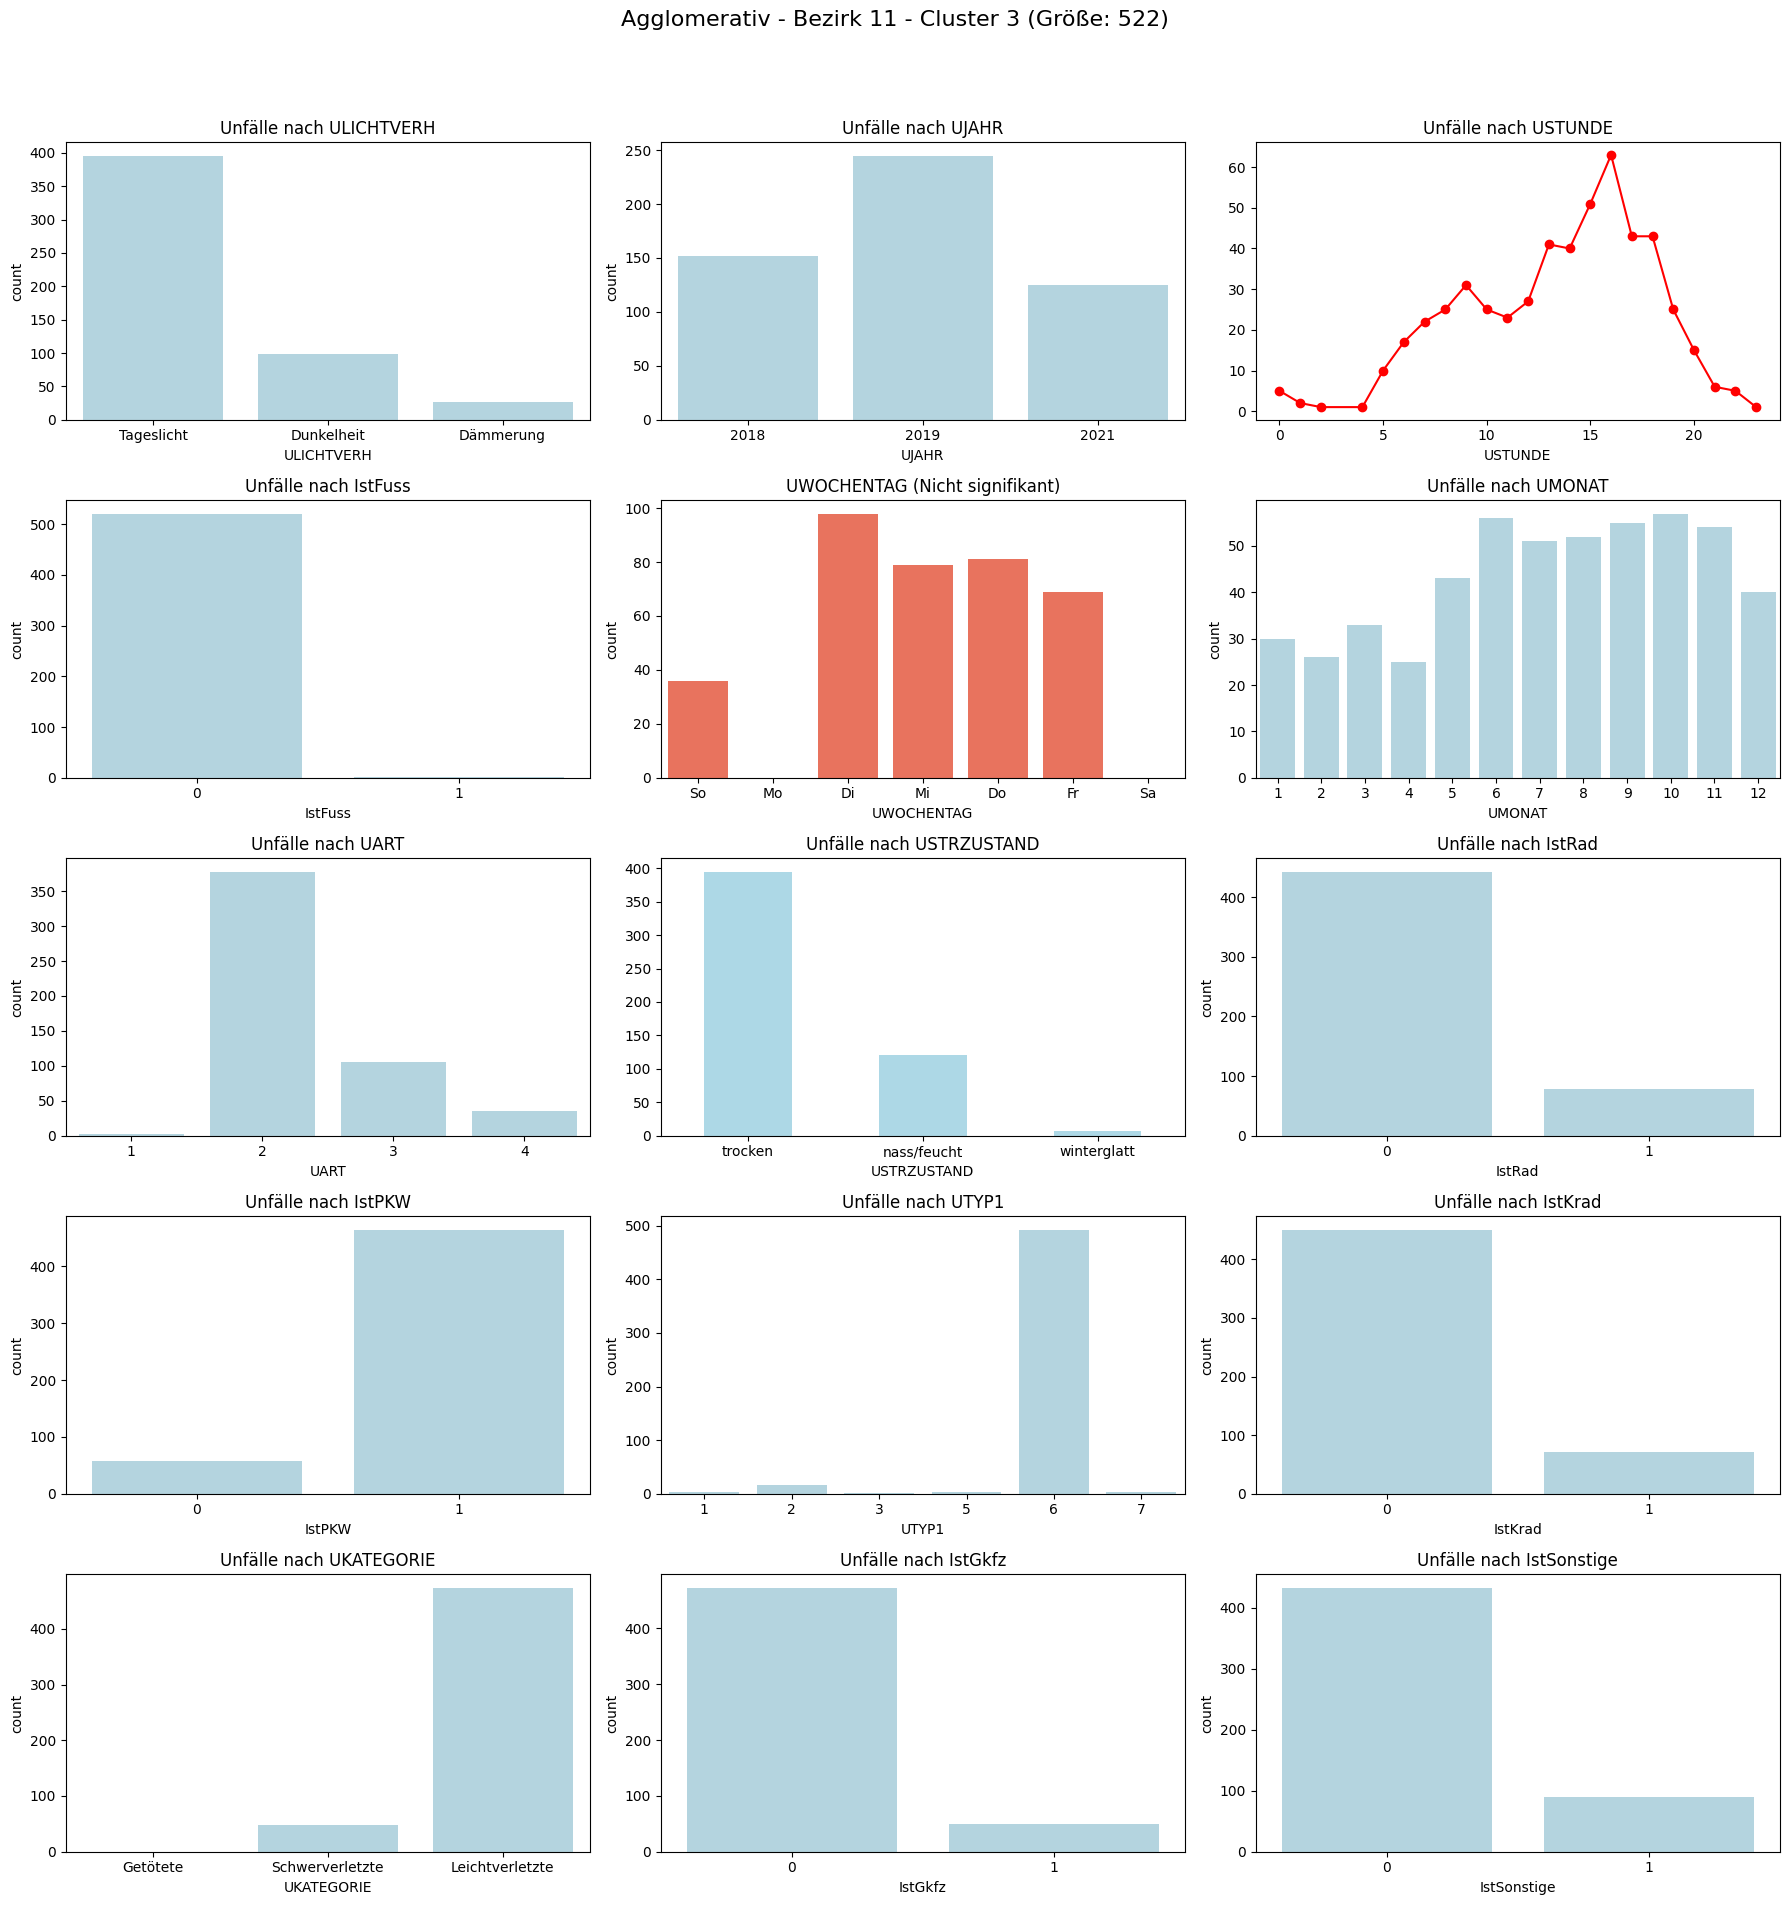 Agglomerativ - Bezirk 11 - Cluster 3 (Größe: 522)
Unfälle nach ULICHTVERH
count
400
350
300
250
200
150
100
50
0
Tageslicht Dunkelheit Dämmerung
ULICHTVERH
Unfälle nach UJAHR
count
250
200
150
100
50
0
2018 2019 2021
UJAHR
Unfälle nach USTUNDE
60
50
40
30
20
10
0
0 5 10 15 20
USTUNDE
Unfälle nach IstFuss
count
500
400
300
200
100
0
0 1
IstFuss
UWOCHENTAG (Nicht signifikant)
count
100
80
60
40
20
0
So Mo Di Mi Do Fr Sa
UWOCHENTAG
Unfälle nach UMONAT
count
50
40
30
20
10
0
1 2 3 4 5 6 7 8 9 10 11 12
UMONAT
Unfälle nach UART
count
350
300
250
200
150
100
50
0
1 2 3 4
UART
Unfälle nach USTRZUSTAND
400
350
300
250
200
150
100
50
0
trocken nass/feucht winterglatt
USTRZUSTAND
Unfälle nach IstRad
count
400
300
200
100
0
0 1
IstRad
Unfälle nach IstPKW
count
400
300
200
100
0
0 1
IstPKW
Unfälle nach UTYP1
count
500
400
300
200
100
0
1 2 3 5 6 7
UTYP1
Unfälle nach IstKrad
count
400
300
200
100
0
0 1
IstKrad
Unfälle nach UKATEGORIE
count
400
300
200
100
0
Getötete Schwerverletzte Leichtverletzte
UKATEGORIE
Unfälle nach IstGkfz
count
400
300
200
100
0
0 1
IstGkfz
Unfälle nach IstSonstige
count
400
300
200
100
0
0 1
IstSonstige